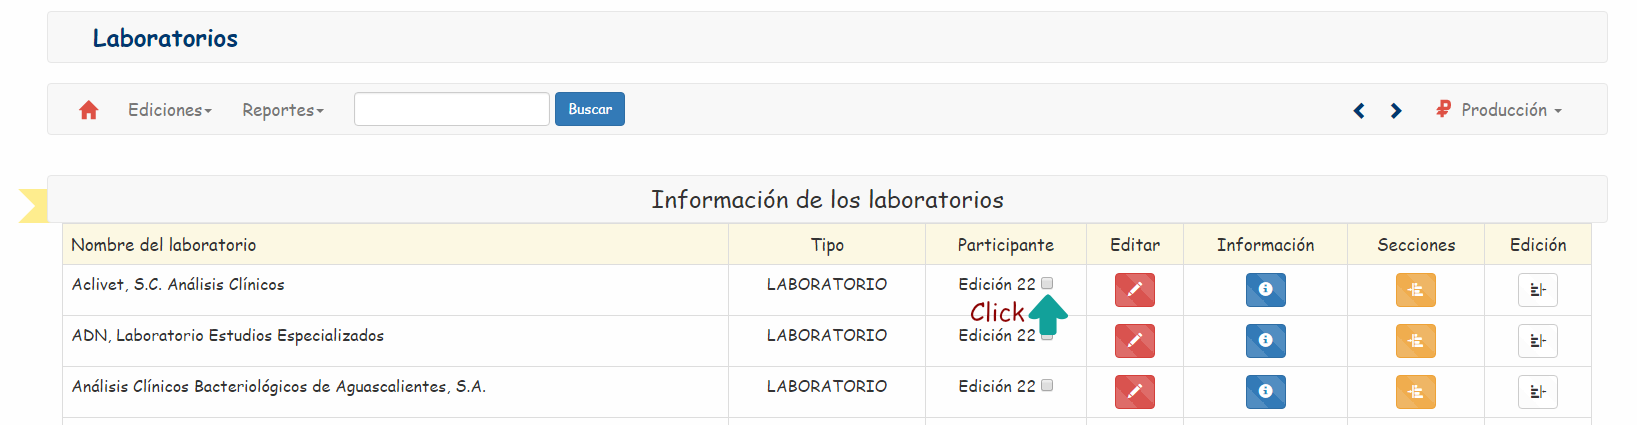 Laboratorios
Ediciones Reportes Buscar Producción
Información de los laboratorios
Nombre del laboratorio Tipo Participante Editar Información Secciones Edición
Aclivet, S.C. Análisis Clínicos LABORATORIO Edición 22
Click
ADN, Laboratorio Estudios Especializados LABORATORIO Edición 22
Análisis Clínicos Bacteriológicos de Aguascalientes, S.A. LABORATORIO Edición 22